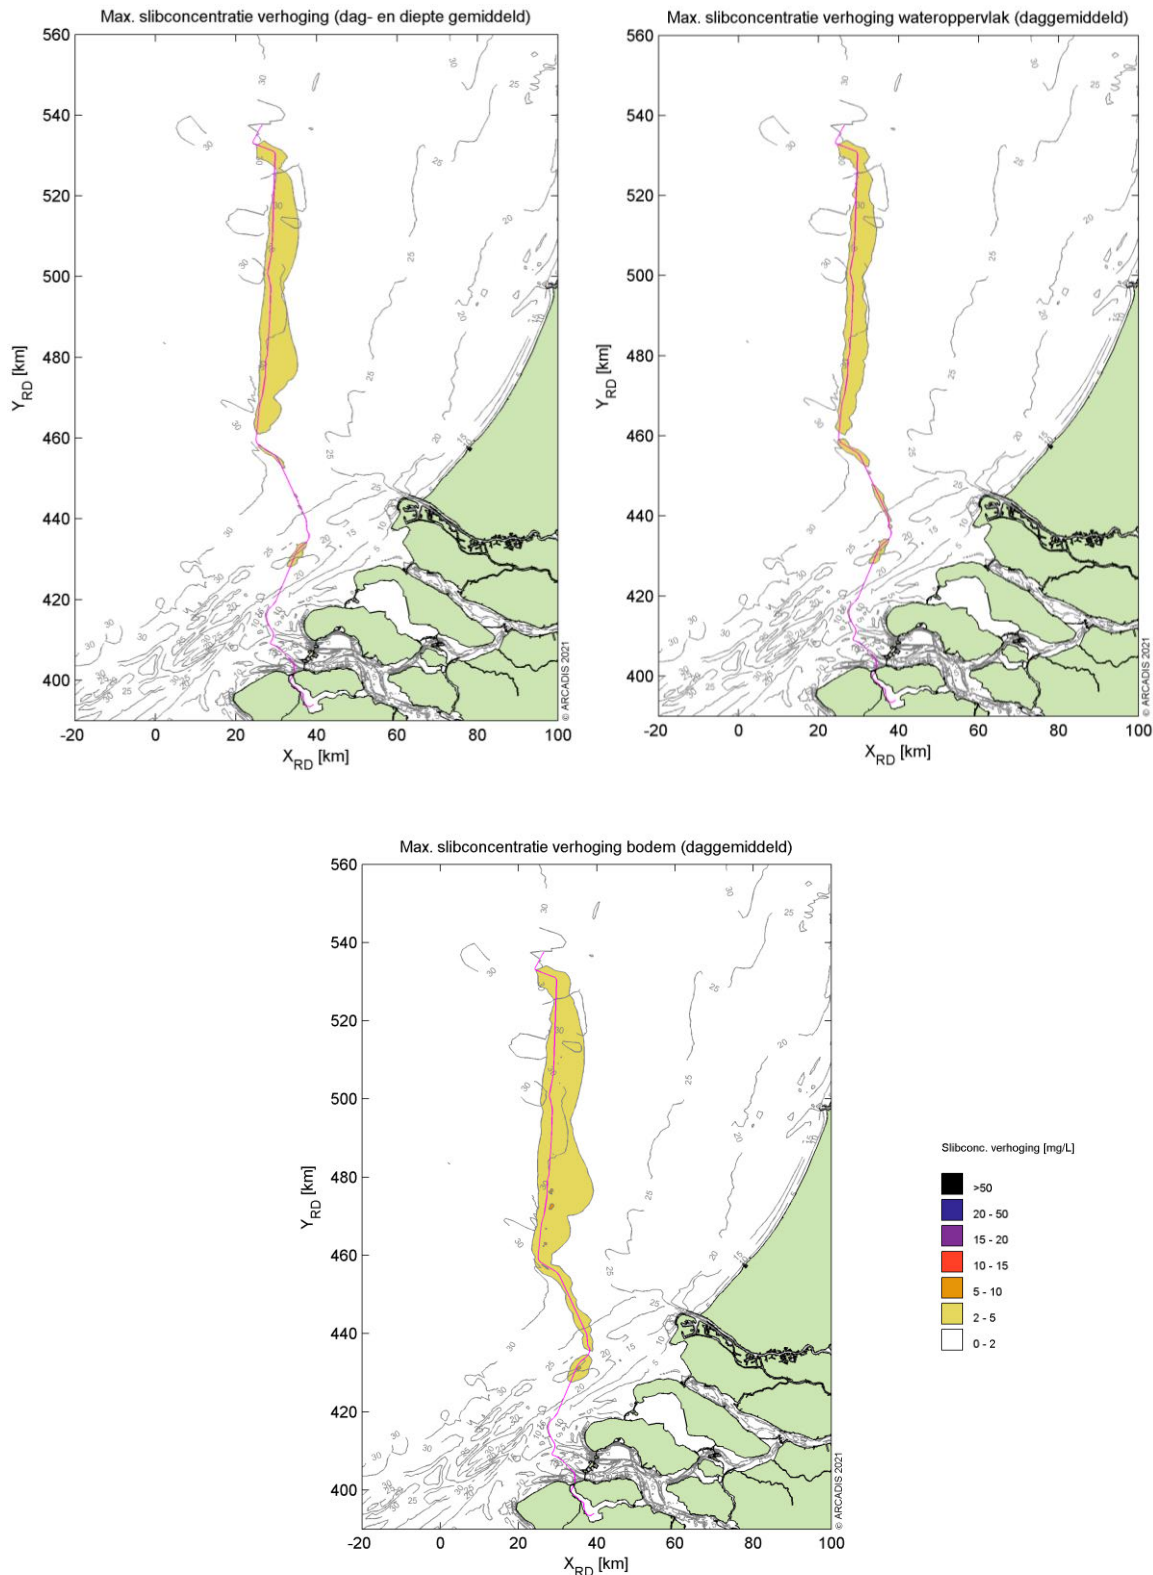 Max. slibconcentratie verhoging (dag- en diepte gemiddeld)
560
540
520
500
480
460
440
420
400
-20
0
20
40
60
80
100
Y_RD [km]
X_RD [km]
© ARCADIS 2021
Max. slibconcentratie verhoging wateroppervlak (daggemiddeld)
560
540
520
500
480
460
440
420
400
-20
0
20
40
60
80
100
Y_RD [km]
X_RD [km]
© ARCADIS 2021
Max. slibconcentratie verhoging bodem (daggemiddeld)
560
540
520
500
480
460
440
420
400
-20
0
20
40
60
80
100
Y_RD [km]
X_RD [km]
© ARCADIS 2021
Slibconc. verhoging [mg/L]
>50
20 - 50
15 - 20
10 - 15
5 - 10
2 - 5
0 - 2